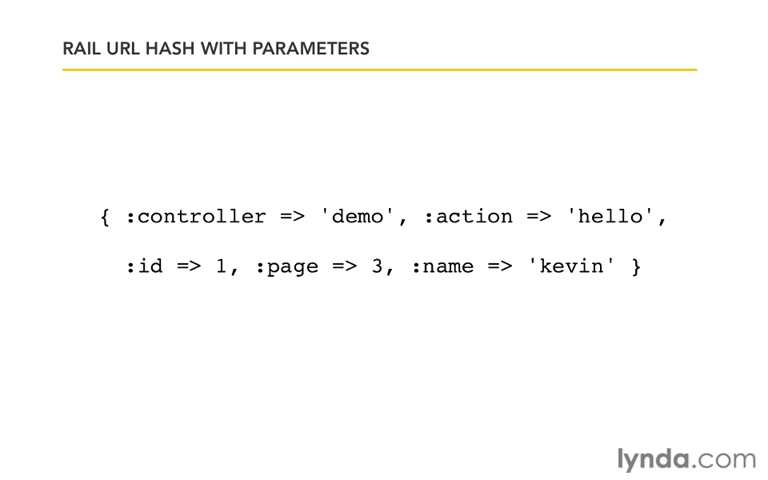 RAIL URL HASH WITH PARAMETERS
{ :controller => 'demo', :action => 'hello',
:id => 1, :page => 3, :name => 'kevin' }
lynda.com